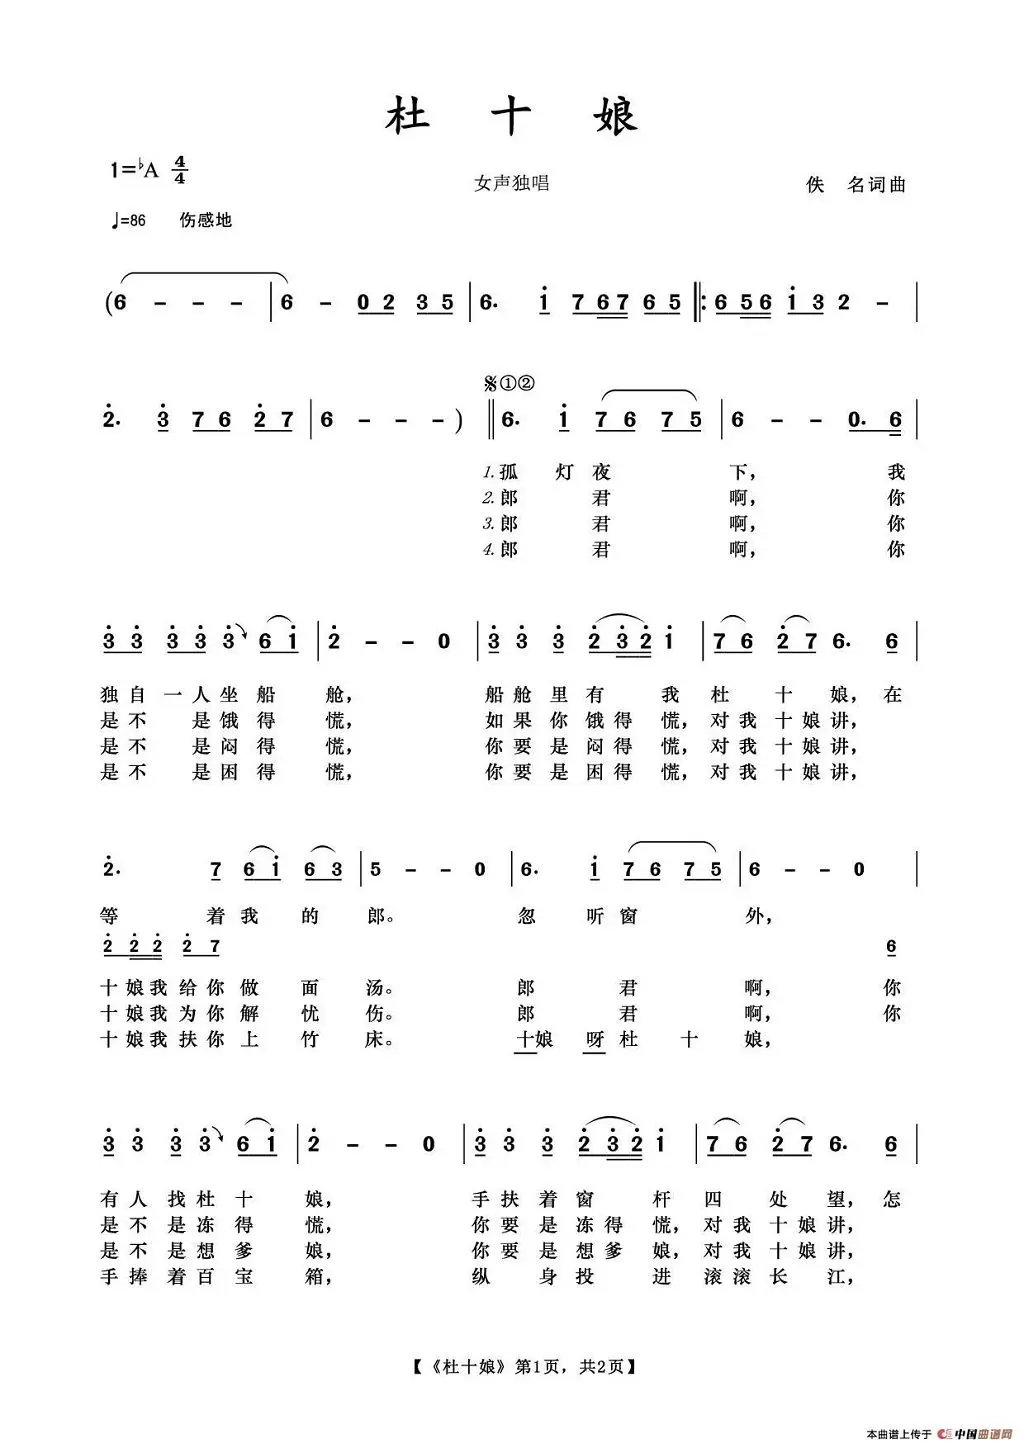 杜 十 娘
1=♭A 4/4
女声独唱
佚 名词曲
♩=86 伤感地
(6 - - - | 6 - 0 2 3 5 | 6. i 7 6 7 6 5 ‖: 6 5 6 i 3 2 - |
𝄋①②
2. 3 7 6 2 7 | 6 - - - ) ‖ 6. i 7 6 7 5 | 6 - - 0. 6 |
1.孤 灯 夜 下， 我
2.郎 君 啊， 你
3.郎 君 啊， 你
4.郎 君 啊， 你
3 3 3 3 3 6 i | 2 - - 0 | 3 3 3 2 3 2 i | 7 6 2 7 6. 6 |
独 自 一 人 坐 船 舱， 船 舱 里 有 我 杜 十 娘，在
是 不 是 饿 得 慌， 如 果 你 饿 得 慌，对 我 十 娘 讲，
是 不 是 闷 得 慌， 你 要 是 闷 得 慌，对 我 十 娘 讲，
是 不 是 困 得 慌， 你 要 是 困 得 慌，对 我 十 娘 讲，
2. 7 6 i 6 3 | 5 - - 0 | 6. i 7 6 7 5 | 6 - - 0 |
等 着 我 的 郎。 忽 听 窗 外，
2 2 2 2 7 6
十 娘 我 给 你 做 面 汤。 郎 君 啊， 你
十 娘 我 为 你 解 忧 伤。 郎 君 啊， 你
十 娘 我 扶 你 上 竹 床。 十娘 呀 杜 十 娘，
3 3 3 3 6 i | 2 - - 0 | 3 3 3 2 3 2 i | 7 6 2 7 6. 6 |
有 人 找 杜 十 娘， 手 扶 着 窗 杆 四 处 望，怎
是 不 是 冻 得 慌， 你 要 是 冻 得 慌，对 我 十 娘 讲，
是 不 是 想 爹 娘， 你 要 是 想 爹 娘，对 我 十 娘 讲，
手 捧 着 百 宝 箱， 纵 身 投 进 滚 滚 长 江，
【《杜十娘》第1页，共2页】
本曲谱上传于 中国曲谱网